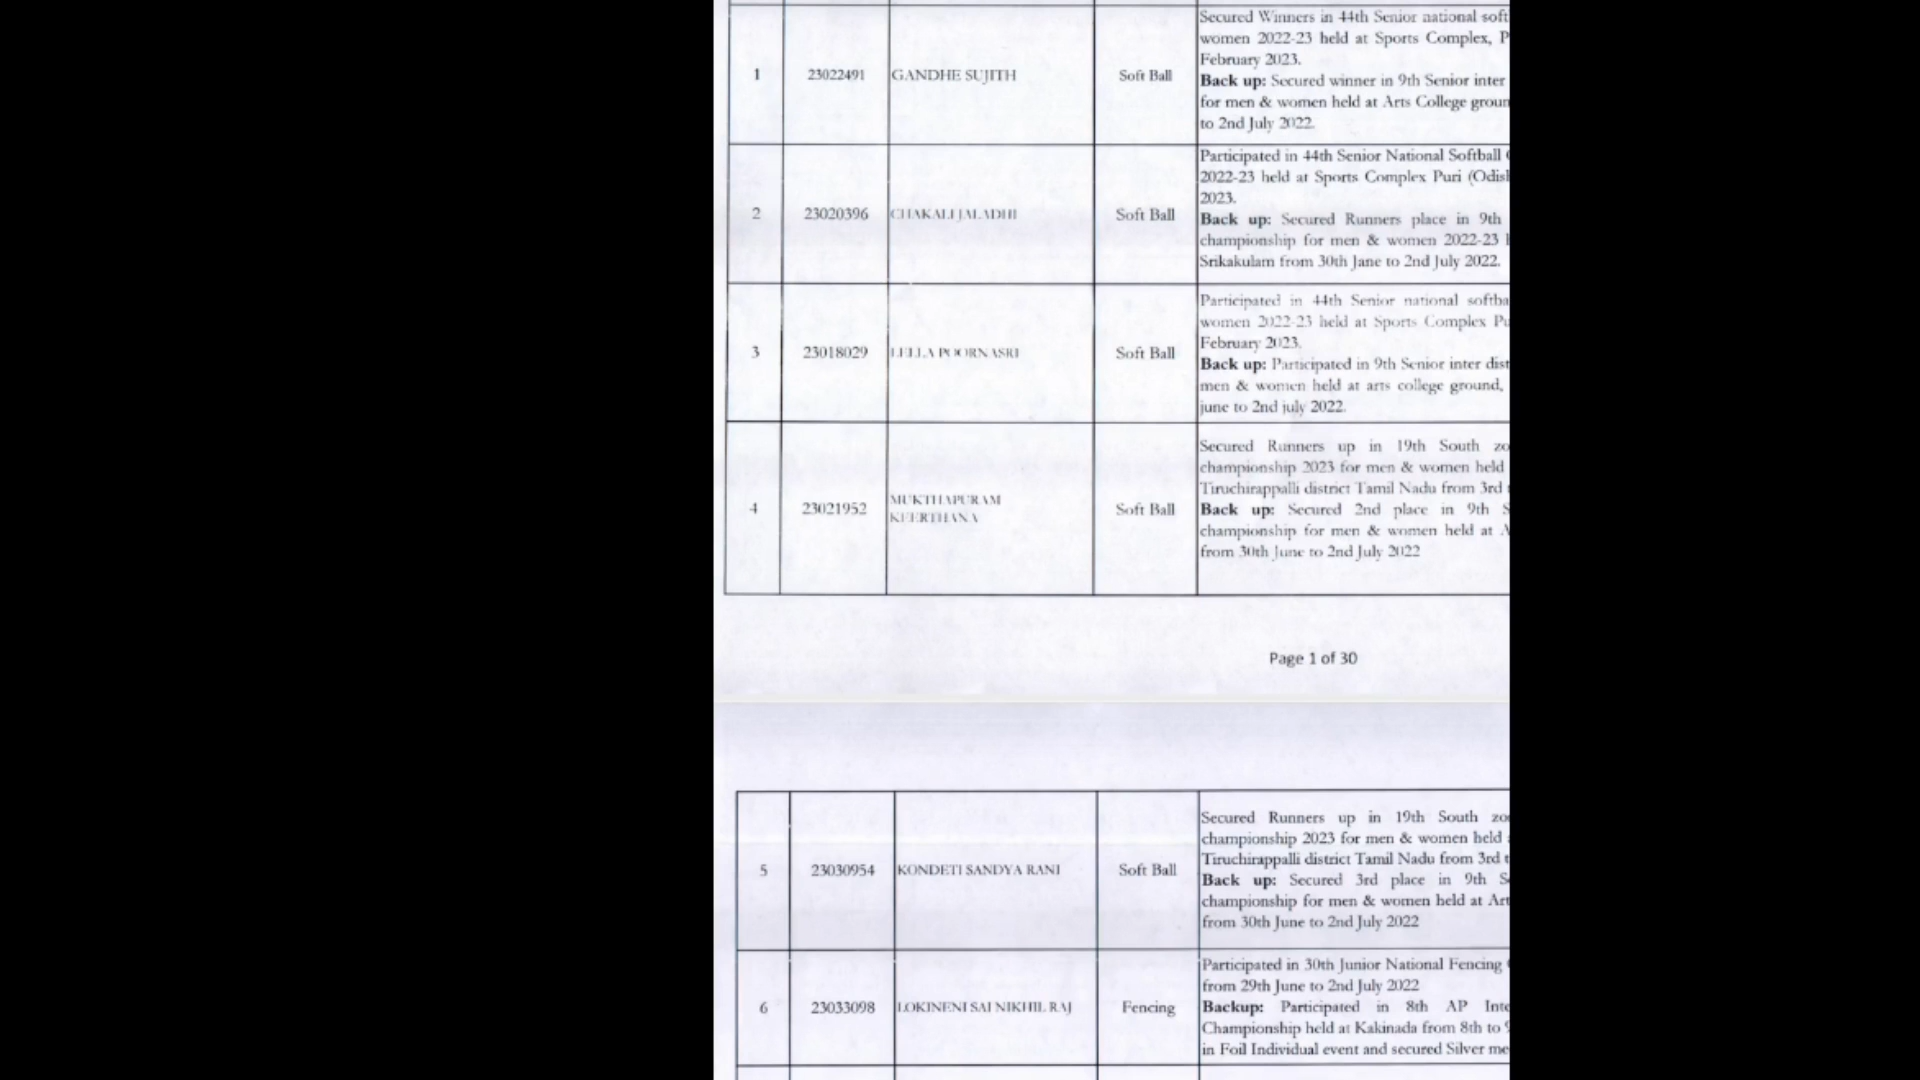 1
23022491
GANDHE SUJITH
Soft Ball
Secured Winners in 44th Senior national soft
women 2022-23 held at Sports Complex, P
February 2023.
Back up: Secured winner in 9th Senior inter
for men & women held at Arts College groun
to 2nd July 2022.
2
23020396
CHAKALI JALADHI
Soft Ball
Participated in 44th Senior National Softball
2022-23 held at Sports Complex Puri (Odis
2023.
Back up: Secured Runners place in 9th
championship for men & women 2022-23
Srikakulam from 30th Jane to 2nd July 2022.
3
23018029
LELLA POORNASRI
Soft Ball
Participated in 44th Senior national softba
women 2022-23 held at Sports Complex Pu
February 2023.
Back up: Participated in 9th Senior inter dist
men & women held at arts college ground,
june to 2nd july 2022.
4
23021952
MUKTHAPURAM
KEERTHANA
Soft Ball
Secured Runners up in 19th South zo
championship 2023 for men & women held
Tiruchirappalli district Tamil Nadu from 3rd
Back up: Secured 2nd place in 9th S
championship for men & women held at A
from 30th June to 2nd July 2022
Page 1 of 30
5
23030954
KONDETI SANDYA RANI
Soft Ball
Secured Runners up in 19th South zo
championship 2023 for men & women held
Tiruchirappalli district Tamil Nadu from 3rd t
Back up: Secured 3rd place in 9th S
championship for men & women held at Art
from 30th June to 2nd July 2022
6
23033098
LOKINENI SAI NIKHIL RAJ
Fencing
Participated in 30th Junior National Fencing
from 29th June to 2nd July 2022
Backup: Participated in 8th AP Inte
Championship held at Kakinada from 8th to 9
in Foil Individual event and secured Silver me